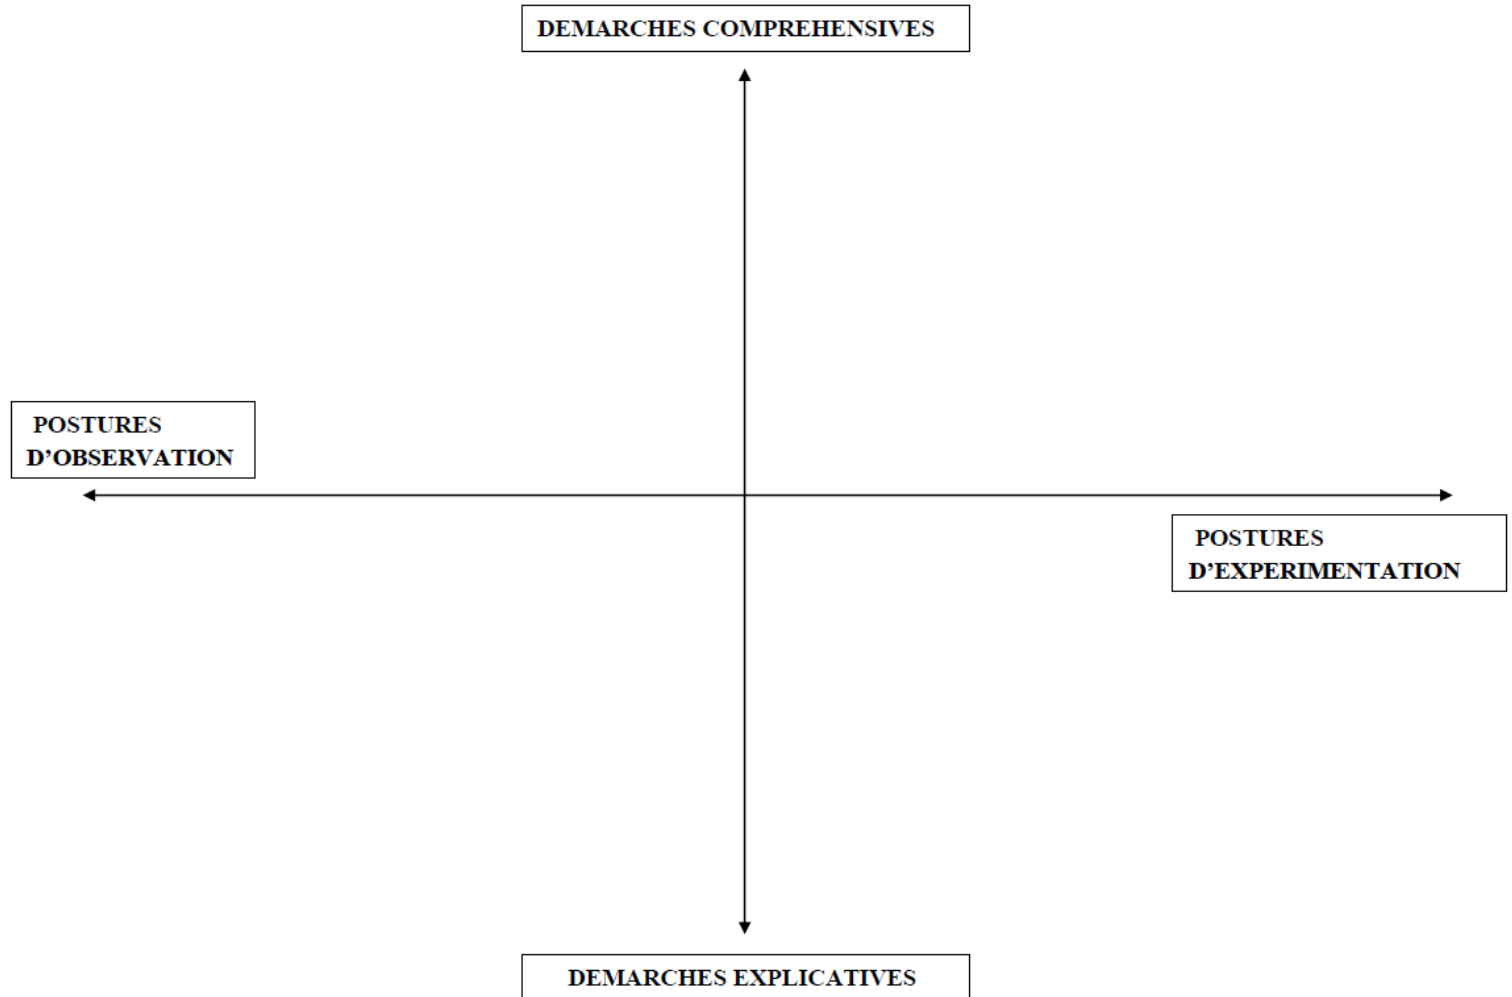 DEMARCHES COMPREHENSIVES
POSTURES
D’OBSERVATION
POSTURES
D’EXPERIMENTATION
DEMARCHES EXPLICATIVES